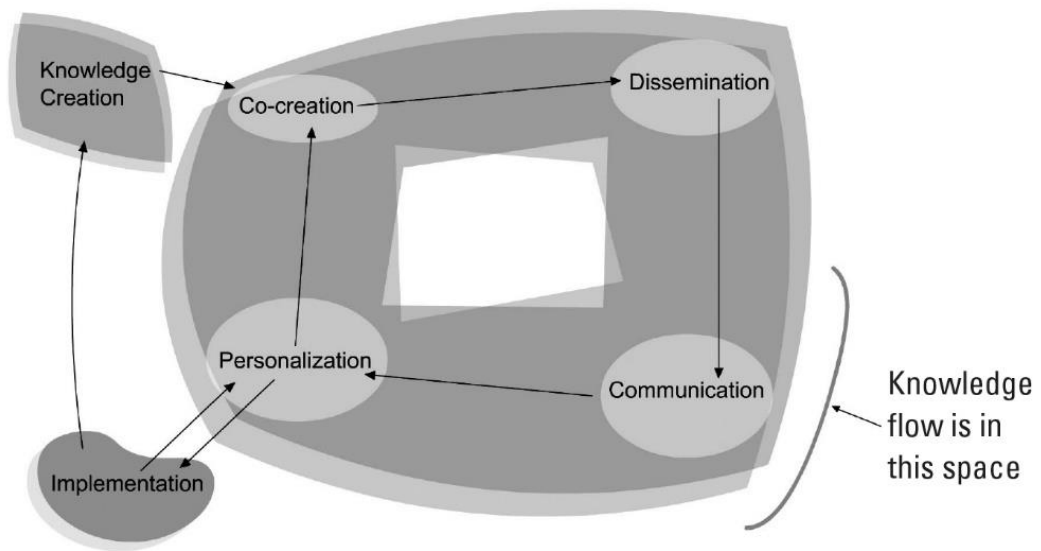 Knowledge
Creation
Co-creation
Dissemination
Personalization
Communication
Implementation
Knowledge
flow is in
this space